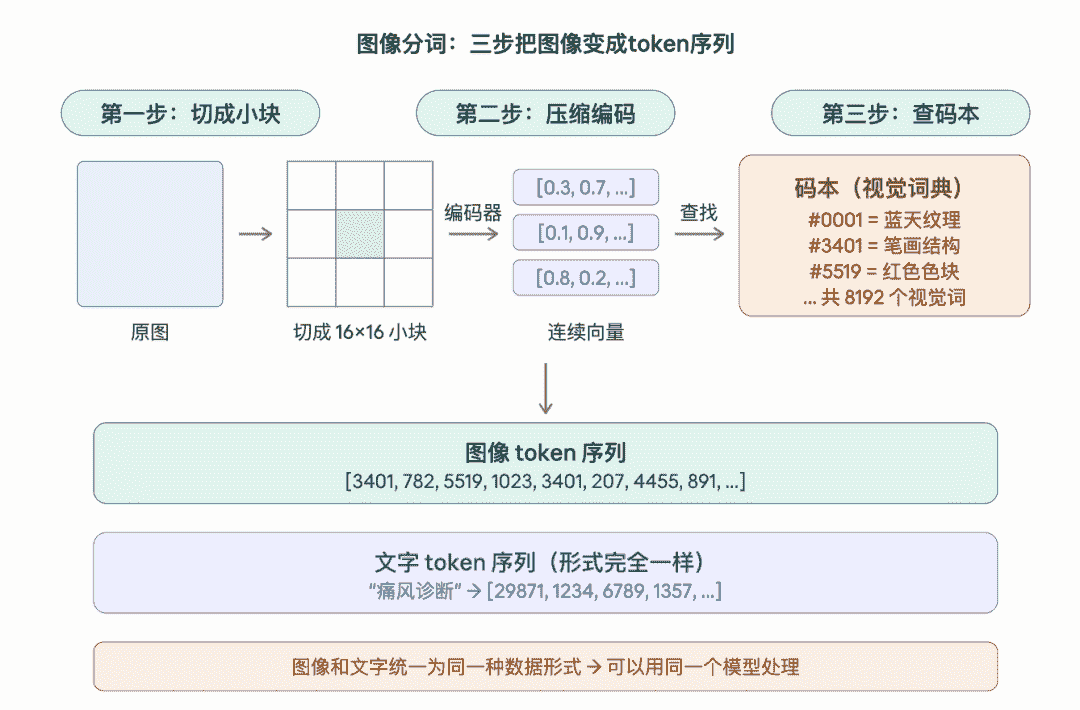 图像分词：三步把图像变成token序列
第一步：切成小块
第二步：压缩编码
第三步：查码本
原图
切成 16×16 小块
编码器
[0.3, 0.7, ...]
[0.1, 0.9, ...]
[0.8, 0.2, ...]
连续向量
查找
码本（视觉词典）
#0001 = 蓝天纹理
#3401 = 笔画结构
#5519 = 红色色块
... 共 8192 个视觉词
图像 token 序列
[3401, 782, 5519, 1023, 3401, 207, 4455, 891, ...]
文字 token 序列（形式完全一样）
“痛风诊断” → [29871, 1234, 6789, 1357, ...]
图像和文字统一为同一种数据形式 → 可以用同一个模型处理